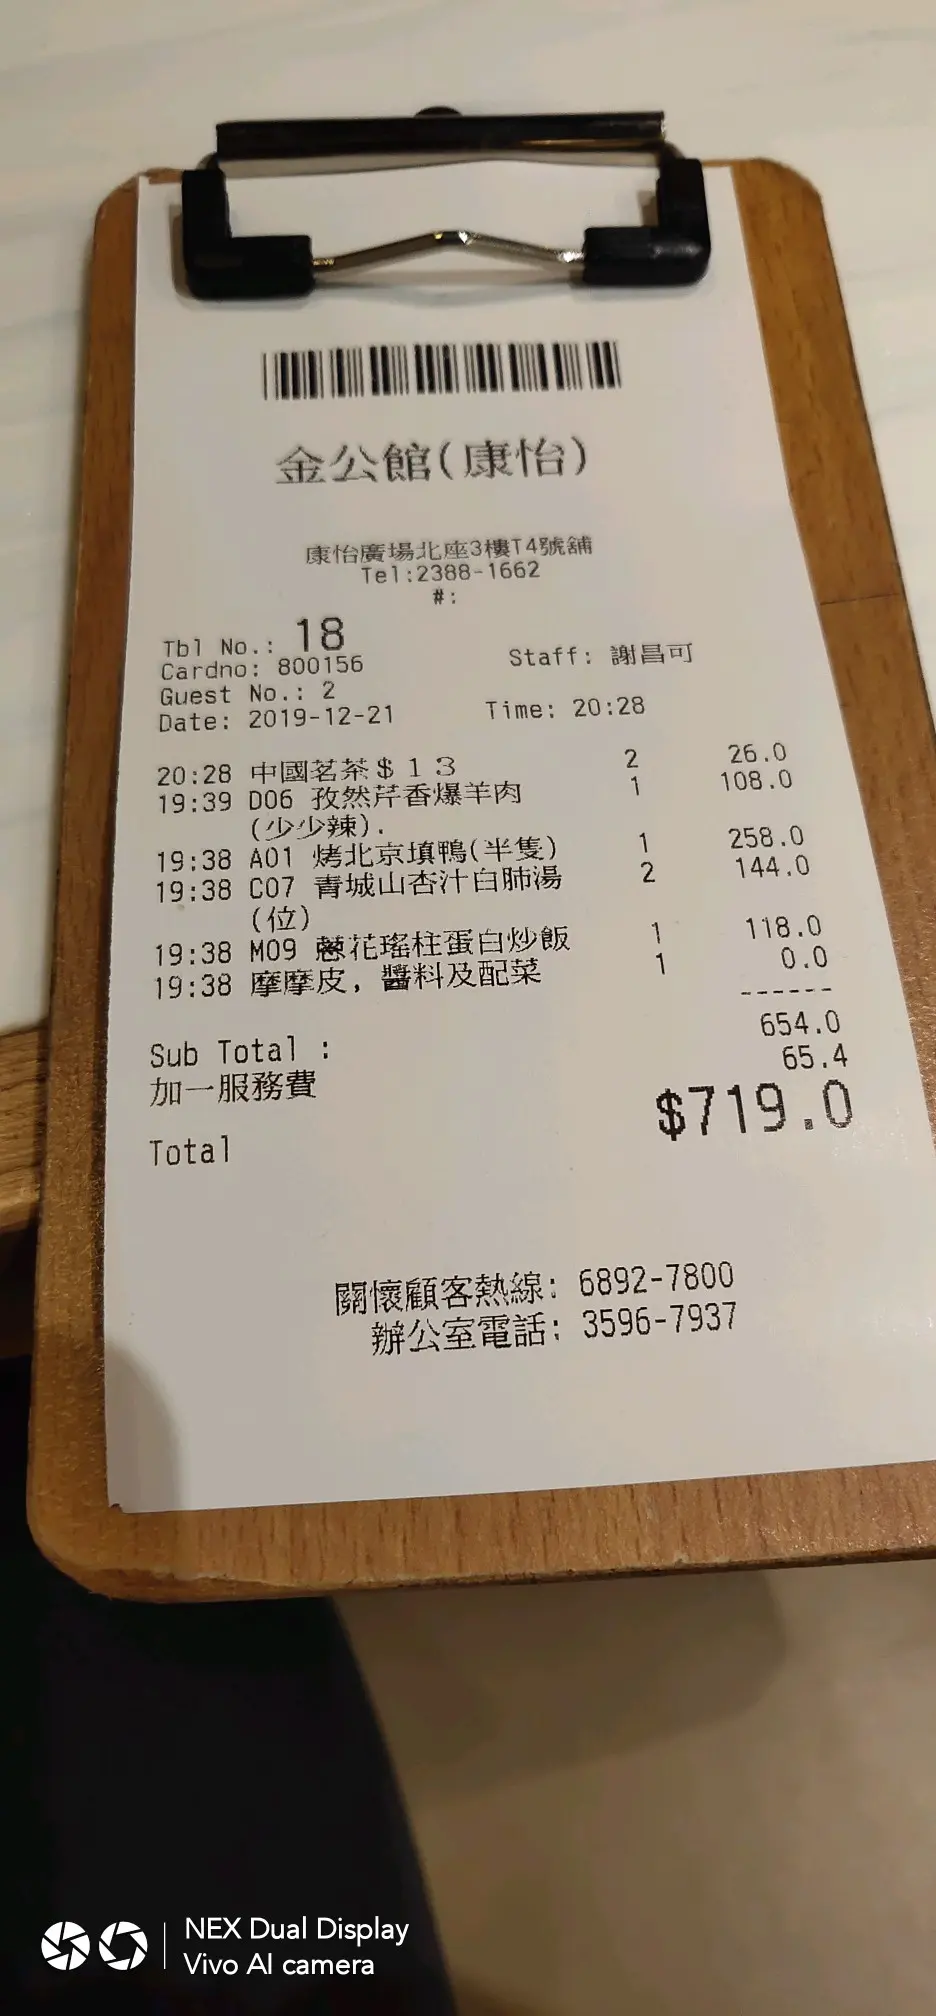 金公館(康怡)
康怡廣場北座3樓T4號舖
Tel:2388-1662
#:
Tbl No.: 18
Cardno: 800156 Staff: 謝昌可
Guest No.: 2
Date: 2019-12-21 Time: 20:28
20:28 中國茗茶$13 2 26.0
19:39 D06 孜然芹香爆羊肉 1 108.0
(少少辣).
19:38 A01 烤北京填鴨(半隻) 1 258.0
19:38 C07 青城山杏汁白肺湯 2 144.0
(位)
19:38 M09 蔥花瑤柱蛋白炒飯 1 118.0
19:38 摩摩皮, 醬料及配菜 1 0.0
------
Sub Total : 654.0
加一服務費 65.4
Total $719.0
關懷顧客熱線: 6892-7800
辦公室電話: 3596-7937
NEX Dual Display
Vivo AI camera